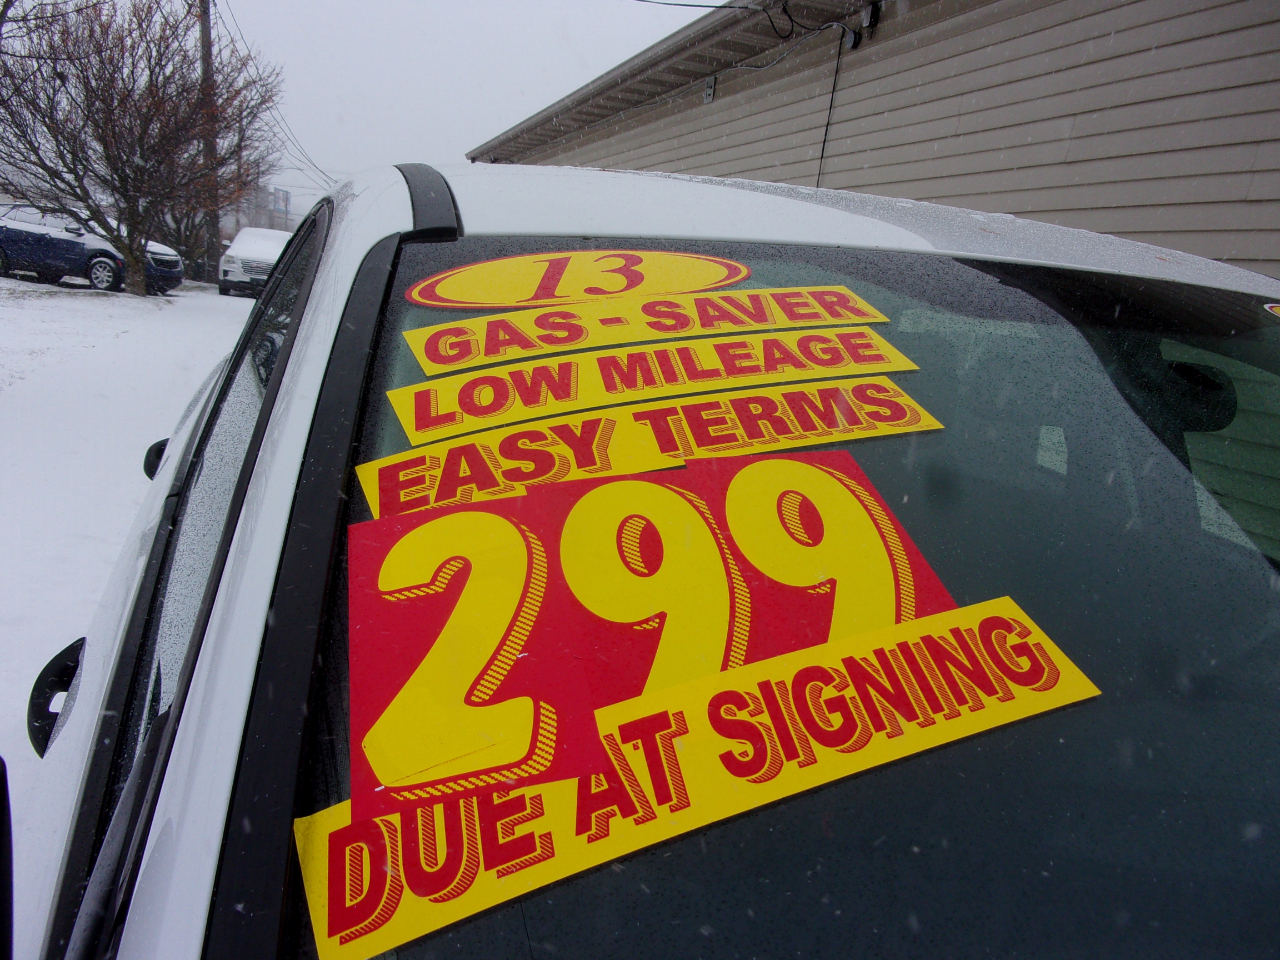 13
GAS-SAVER
LOW MILEAGE
EASY TERMS
299
DUE AT SIGNING